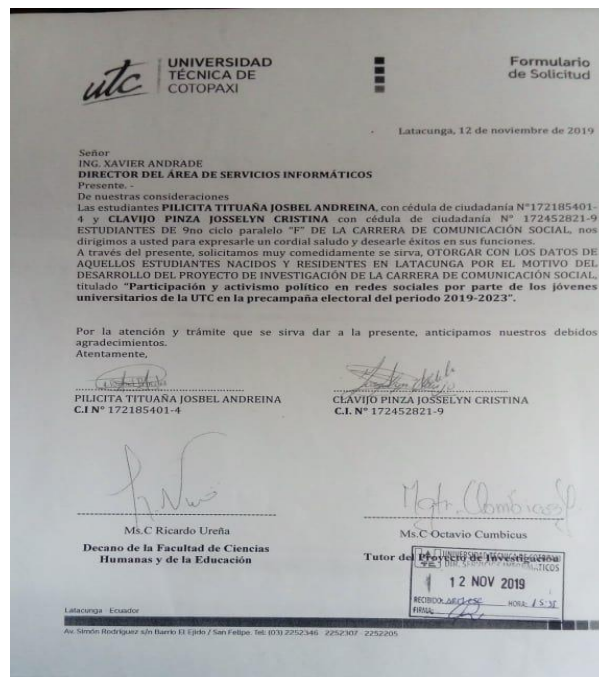 utc
UNIVERSIDAD
TÉCNICA DE
COTOPAXI
Formulario
de Solicitud
Latacunga, 12 de noviembre de 2019
Señor
ING. XAVIER ANDRADE
DIRECTOR DEL ÁREA DE SERVICIOS INFORMÁTICOS
Presente. -
De nuestras consideraciones
Las estudiantes PILICITA TITUAÑA JOSBEL ANDREINA, con cédula de ciudadanía N°172185401-
4 y CLAVIJO PINZA JOSSELYN CRISTINA con cédula de ciudadanía N° 172452821-9
ESTUDIANTES DE 9no ciclo paralelo "F" DE LA CARRERA DE COMUNICACIÓN SOCIAL, nos
dirigimos a usted para expresarle un cordial saludo y desearle éxitos en sus funciones.
A través del presente, solicitamos muy comedidamente se sirva, OTORGAR CON LOS DATOS DE
AQUELLOS ESTUDIANTES NACIDOS Y RESIDENTES EN LATACUNGA POR EL MOTIVO DEL
DESARROLLO DEL PROYECTO DE INVESTIGACIÓN DE LA CARRERA DE COMUNICACIÓN SOCIAL,
titulado "Participación y activismo político en redes sociales por parte de los jóvenes
universitarios de la UTC en la precampaña electoral del periodo 2019-2023".
Por la atención y trámite que se sirva dar a la presente, anticipamos nuestros debidos
agradecimientos.
Atentamente,
PILICITA TITUAÑA JOSBEL ANDREINA
C.I N° 172185401-4
CLAVIJO PINZA JOSSELYN CRISTINA
C.I. N° 172452821-9
Ms.C Ricardo Ureña
Decano de la Facultad de Ciencias
Humanas y de la Educación
Ms.C Octavio Cumbicus
Tutor del Proyecto de Investigación
12 NOV 2019
RECIBIDO:
HORA:
FIRMA:
Latacunga - Ecuador
Av. Simón Rodríguez s/n Barrio El Ejido / San Felipe. Tel: (03) 2252346 - 2252307 - 2252205